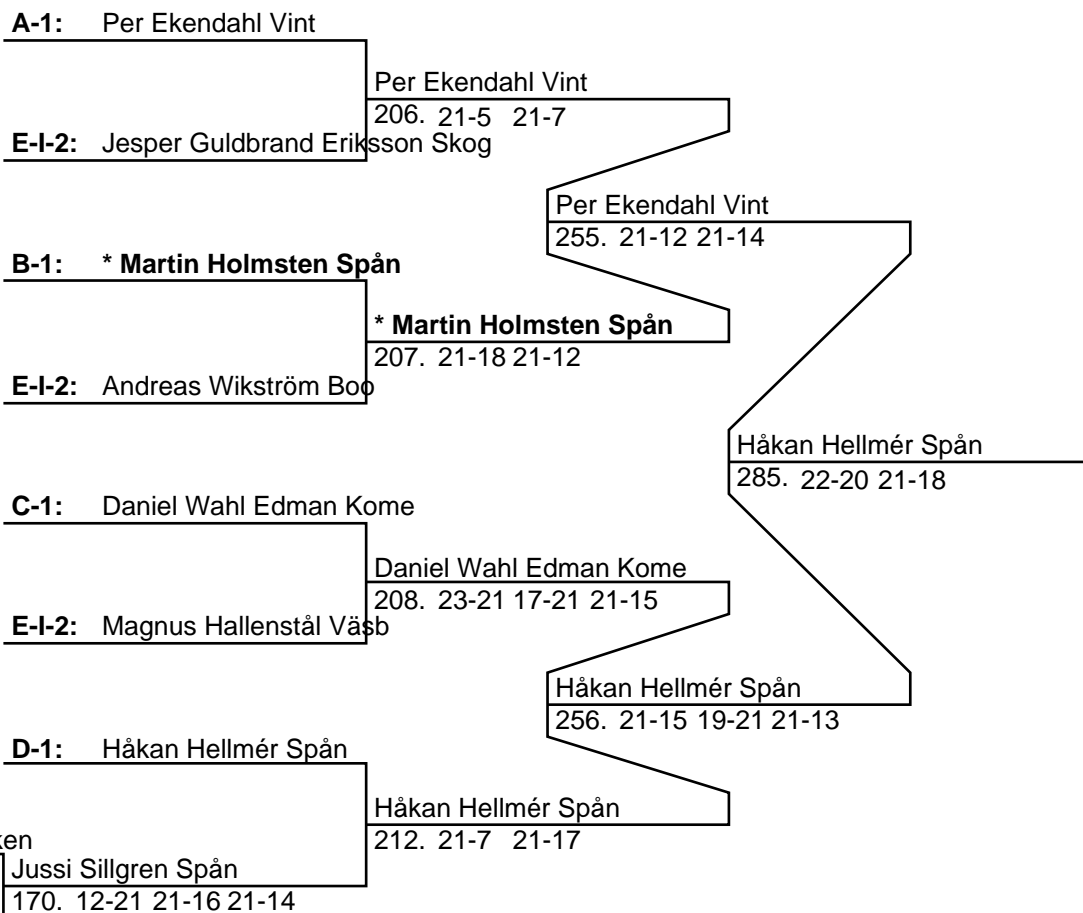 A-1: Per Ekendahl Vint
Per Ekendahl Vint
206. 21-5 21-7
E-I-2: Jesper Guldbrand Eriksson Skog
Per Ekendahl Vint
255. 21-12 21-14
B-1: * Martin Holmsten Spån
* Martin Holmsten Spån
207. 21-18 21-12
E-I-2: Andreas Wikström Boo
Håkan Hellmér Spån
285. 22-20 21-18
C-1: Daniel Wahl Edman Kome
Daniel Wahl Edman Kome
208. 23-21 17-21 21-15
E-I-2: Magnus Hallenstål Väsb
Håkan Hellmér Spån
256. 21-15 19-21 21-13
D-1: Håkan Hellmér Spån
Håkan Hellmér Spån
212. 21-7 21-17
ken
Jussi Sillgren Spån
170. 12-21 21-16 21-14